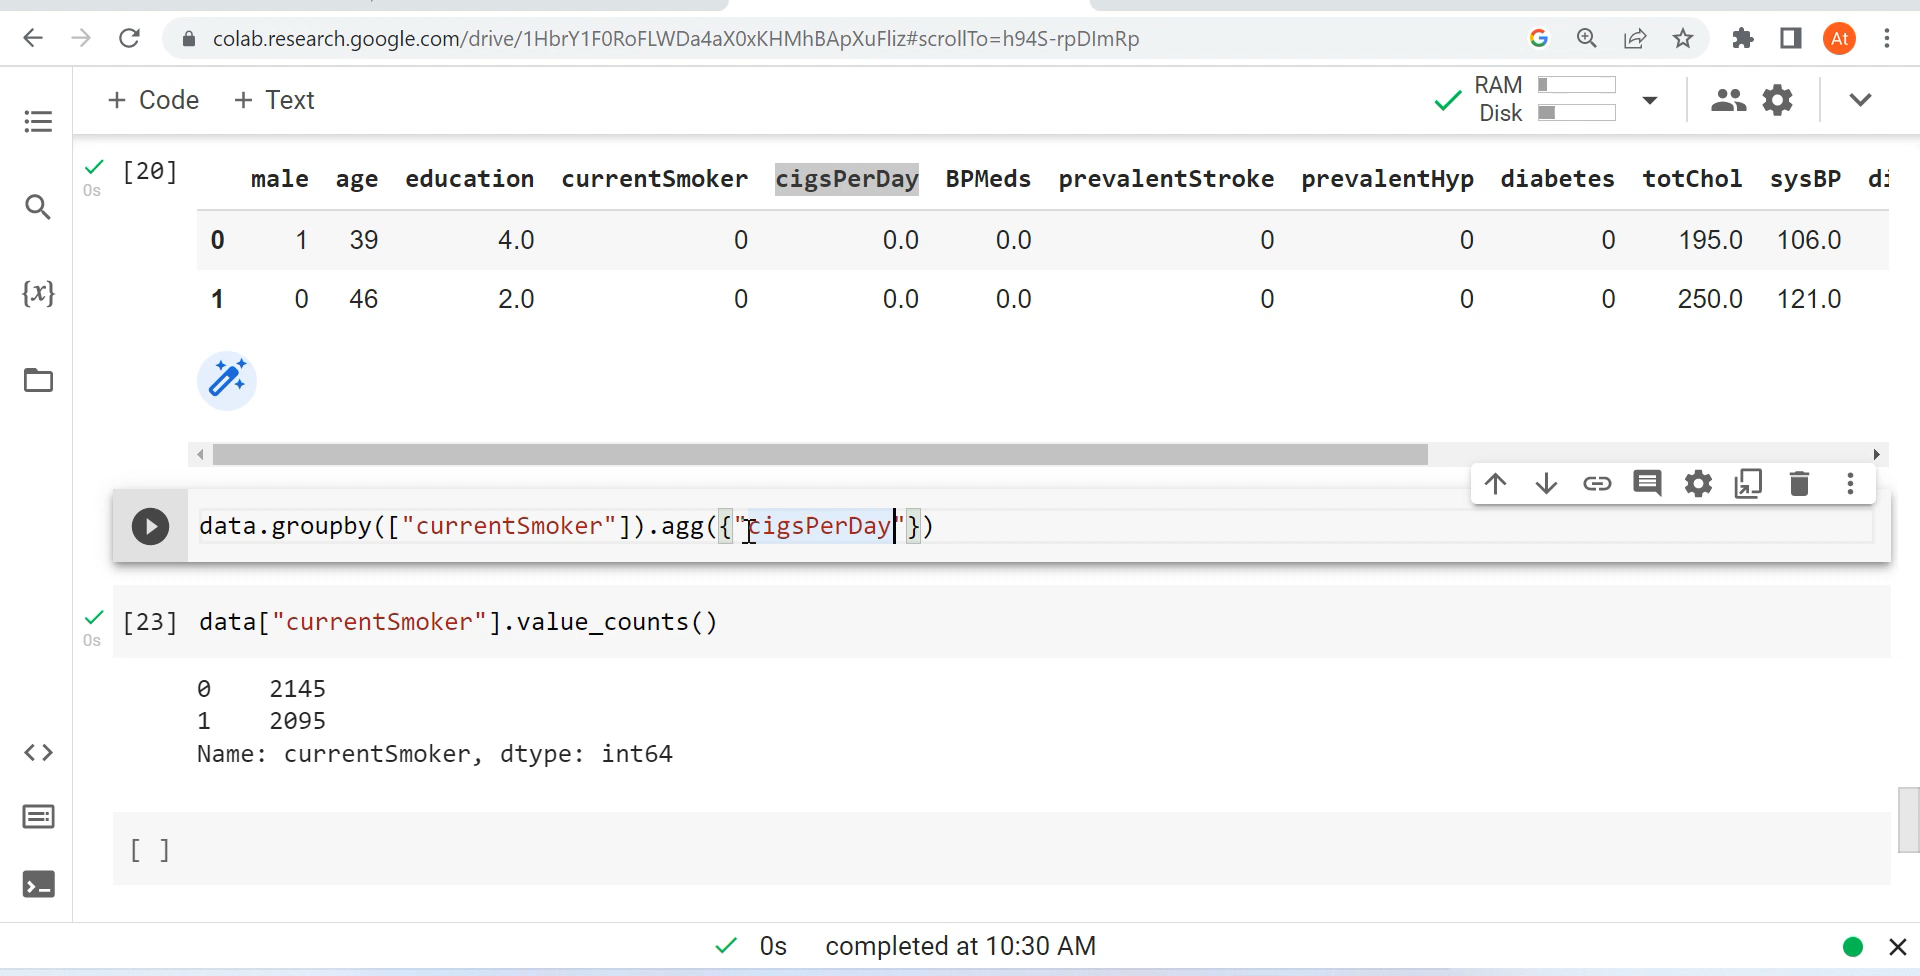 colab.research.google.com/drive/1HbrY1F0RoFLWDa4aX0xKHMhBApXuFliz#scrollTo=h94S-rpDImRp
At
+ Code + Text
RAM
Disk
[20]
0s
male age education currentSmoker cigsPerDay BPMeds prevalentStroke prevalentHyp diabetes totChol sysBP di
0 1 39 4.0 0 0.0 0.0 0 0 0 195.0 106.0
1 0 46 2.0 0 0.0 0.0 0 0 0 250.0 121.0
{x}
data.groupby(["currentSmoker"]).agg({"cigsPerDay"})
[23] data["currentSmoker"].value_counts()
0s
0 2145
1 2095
Name: currentSmoker, dtype: int64
[ ]
0s completed at 10:30 AM